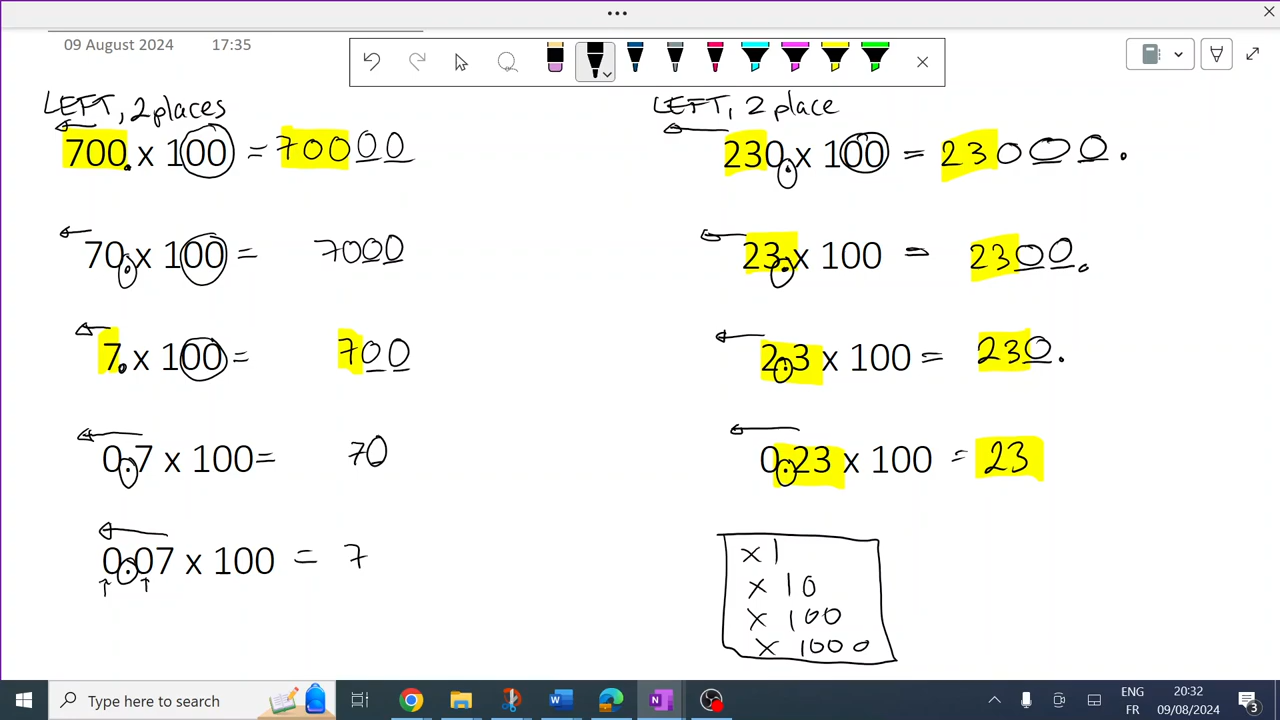 09 August 2024 17:35
LEFT, 2 places
700. x 100 = 70000
70. x 100 = 7000
7. x 100 = 700
0.7 x 100= 70
0.07 x 100 = 7
LEFT, 2 place
230. x 100 = 23000.
23. x 100 = 2300.
2.3 x 100 = 230.
0.23 x 100 = 23
x 1
x 10
x 100
x 1000
Type here to search
ENG
FR
20:32
09/08/2024
3